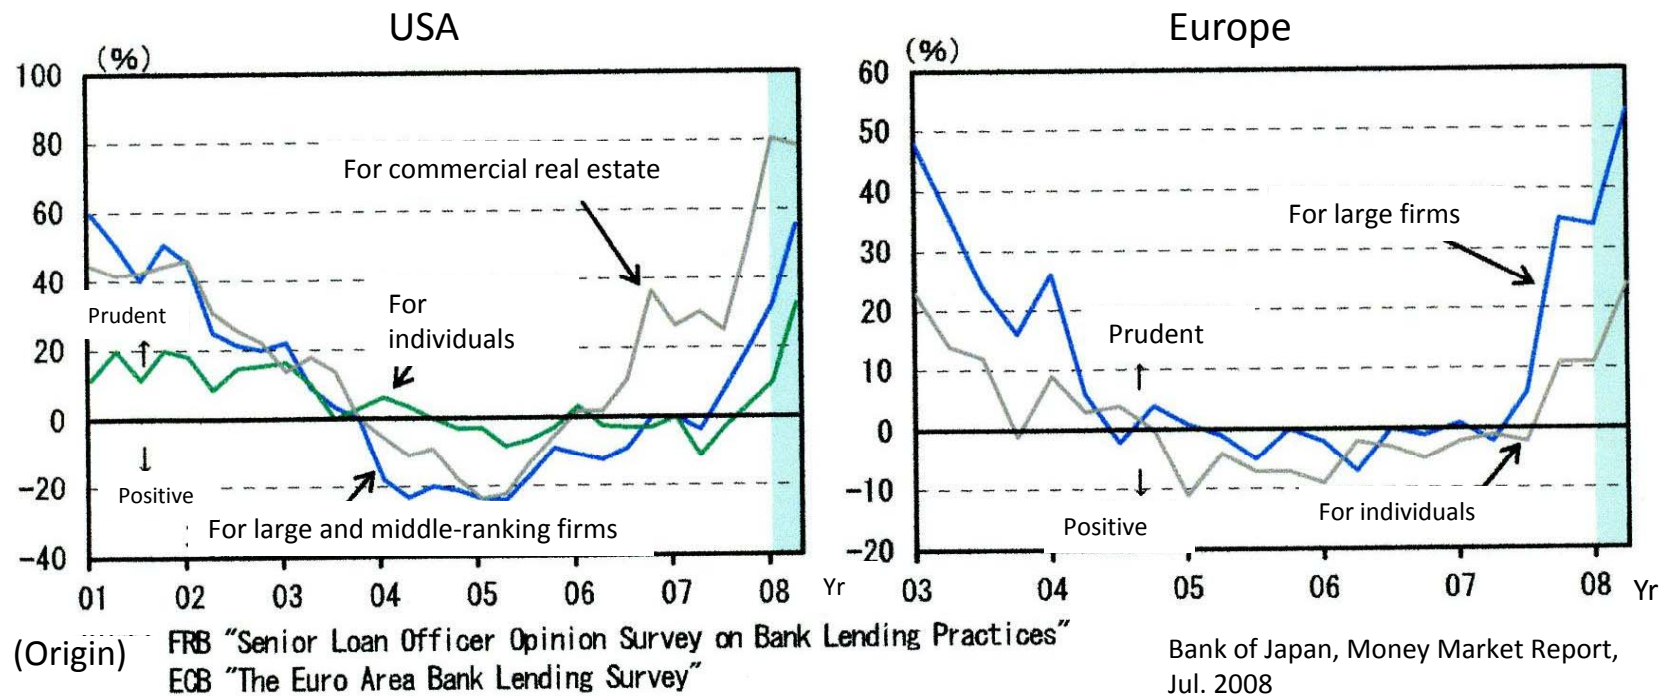 USA
(%)
100
80
60
40
20
0
-20
-40
For commercial real estate
For
individuals
Prudent
↑
↓
Positive
For large and middle-ranking firms
01 02 03 04 05 06 07 08 Yr
Europe
(%)
60
50
40
30
20
10
0
-10
-20
For large firms
Prudent
↑
↓
Positive
For individuals
03 04 05 06 07 08 Yr
(Origin)
FRB "Senior Loan Officer Opinion Survey on Bank Lending Practices"
ECB "The Euro Area Bank Lending Survey"
Bank of Japan, Money Market Report,
Jul. 2008